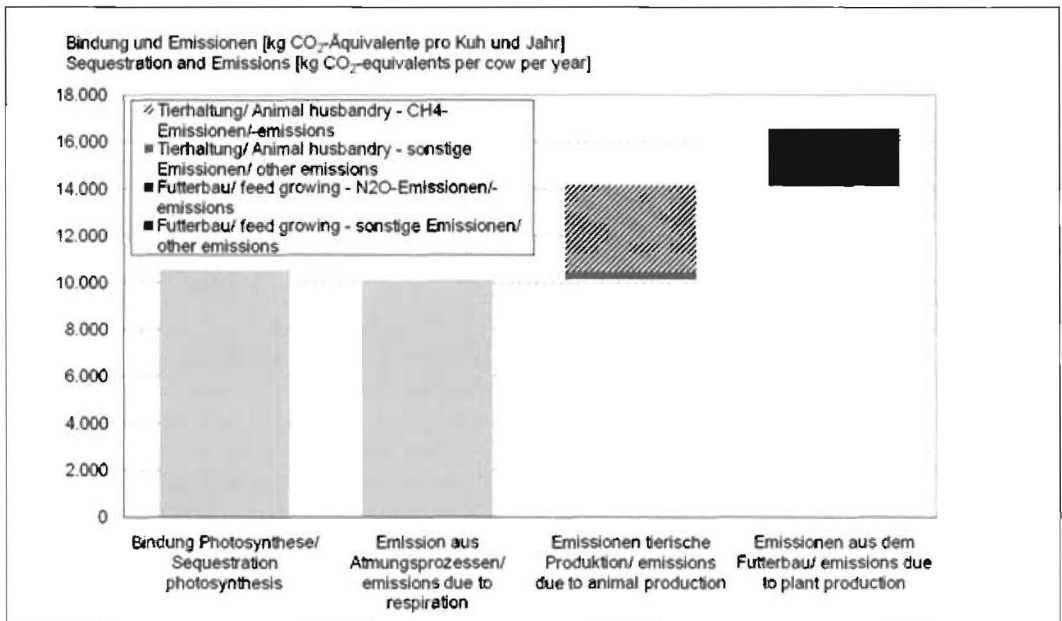 Bindung und Emissionen [kg CO₂-Äquivalente pro Kuh und Jahr]
Sequestration and Emissions [kg CO₂-equivalents per cow per year]
18.000
16.000
14.000
12.000
10.000
8.000
6.000
4.000
2.000
0
Tierhaltung/ Animal husbandry - CH4-
Emissionen/-emissions
Tierhaltung/ Animal husbandry - sonstige
Emissionen/ other emissions
Futterbau/ feed growing - N2O-Emissionen/-
emissions
Futterbau/ feed growing - sonstige Emissionen/
other emissions
Bindung Photosynthese/
Sequestration
photosynthesis
Emission aus
Atmungsprozessen/
emissions due to
respiration
Emissionen tierische
Produktion/ emissions
due to animal production
Emissionen aus dem
Futterbau/ emissions due
to plant production